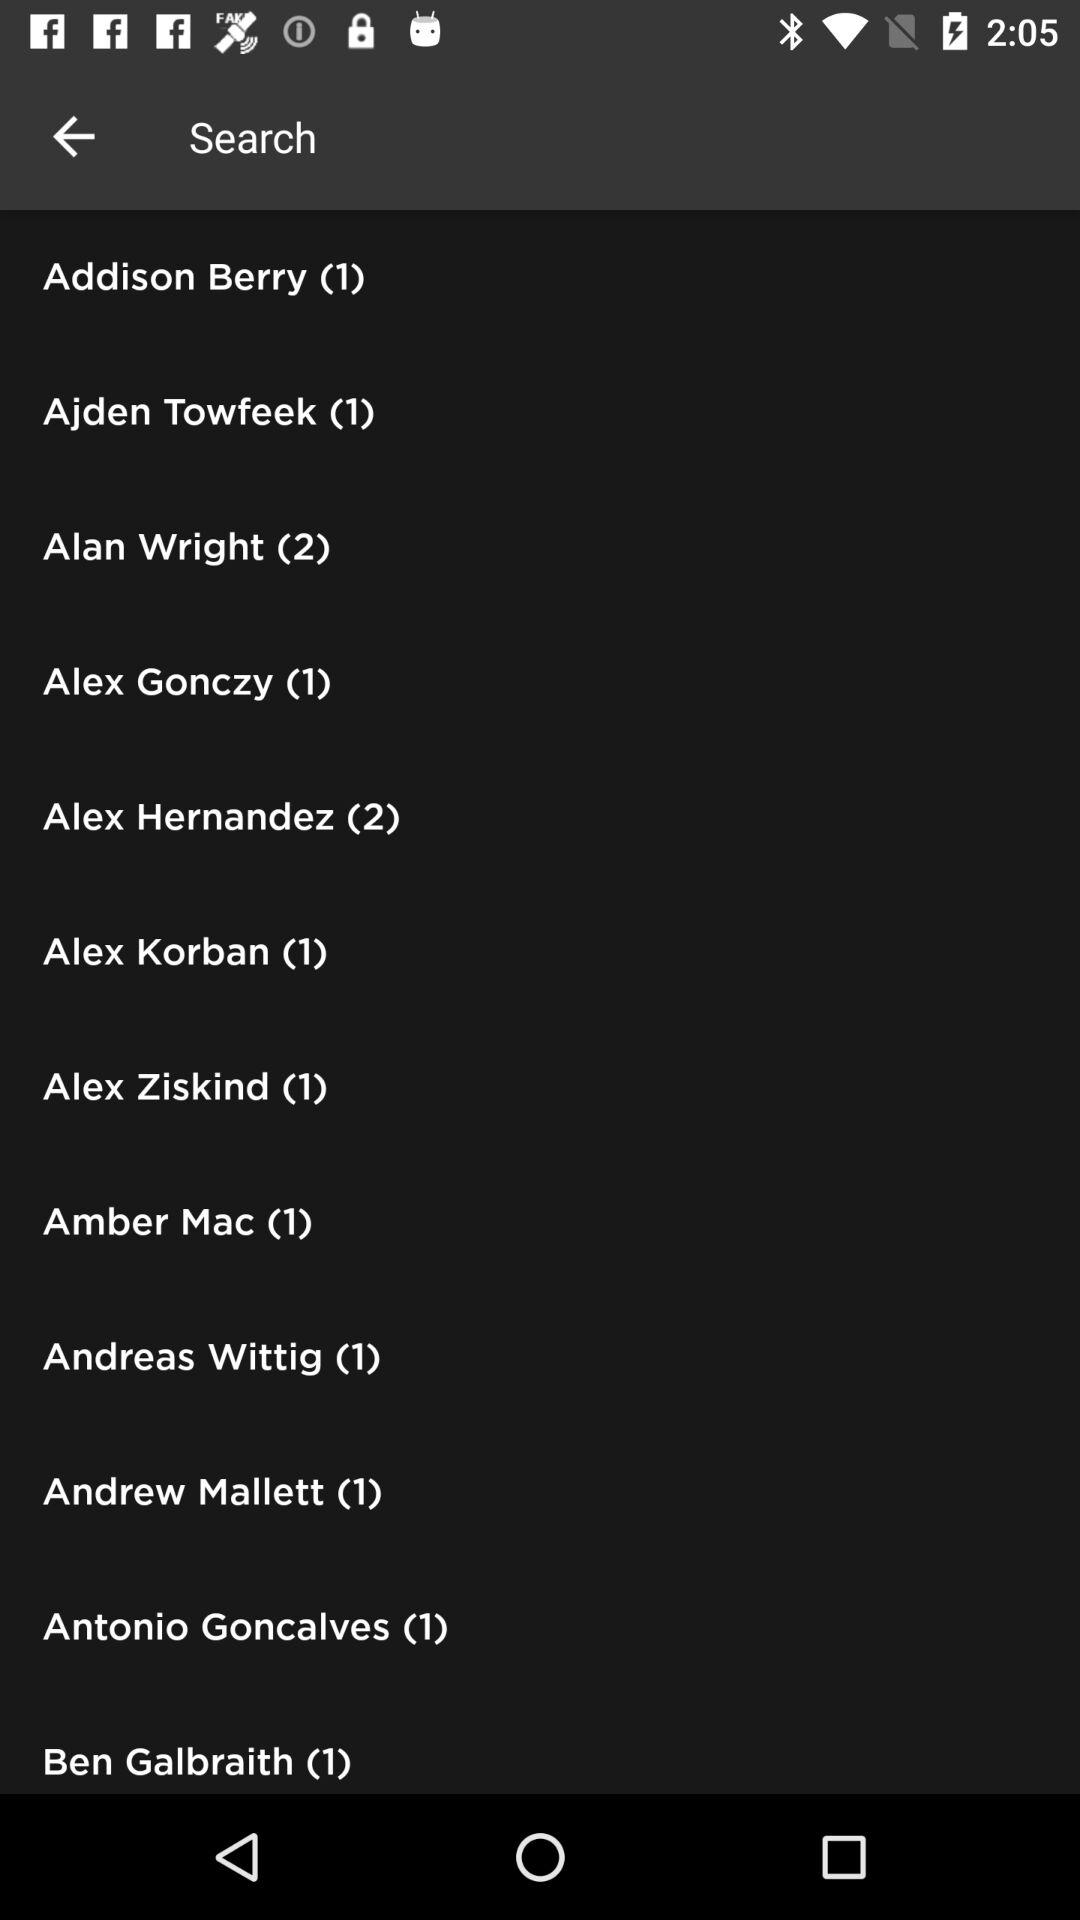 FAKE
2:05
Search
Addison Berry (1)
Ajden Towfeek (1)
Alan Wright (2)
Alex Gonczy (1)
Alex Hernandez (2)
Alex Korban (1)
Alex Ziskind (1)
Amber Mac (1)
Andreas Wittig (1)
Andrew Mallett (1)
Antonio Goncalves (1)
Ben Galbraith (1)